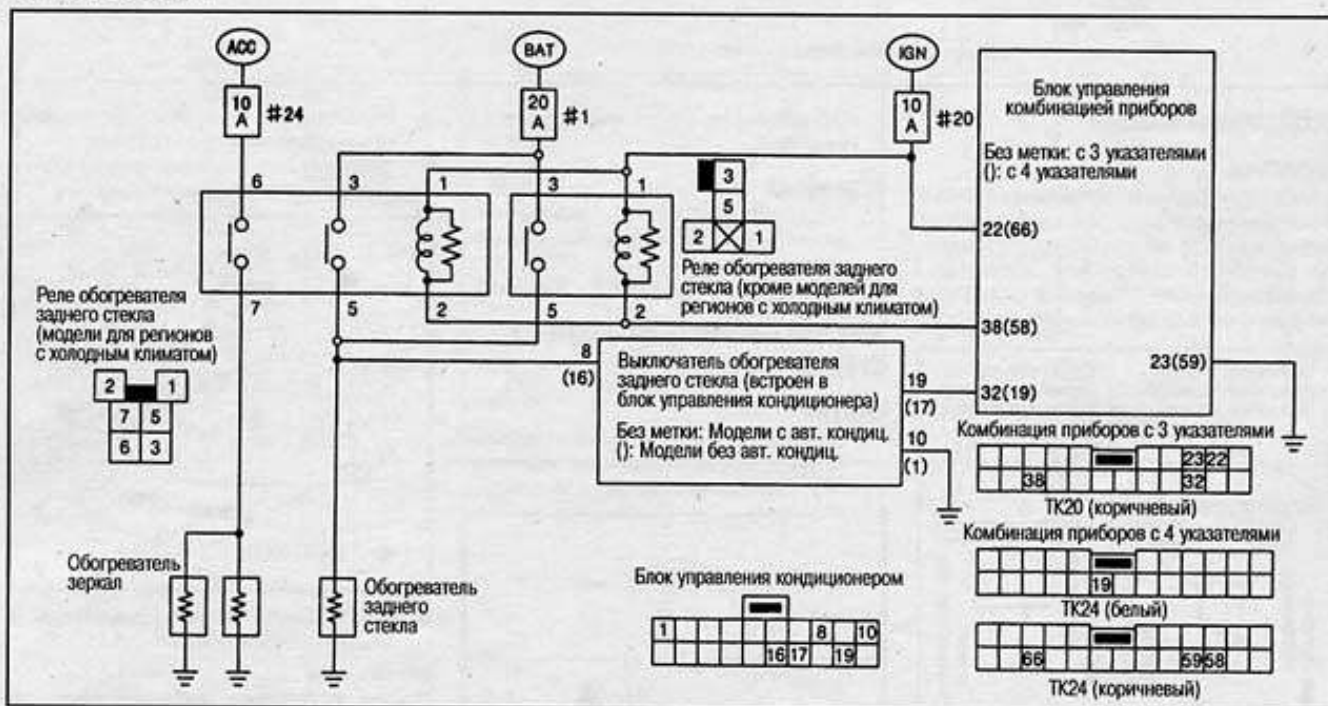 ACC
BAT
IGN
10 A
#24
20 A
#1
10 A
#20
Блок управления
комбинацией приборов
Без метки: с 3 указателями
(): с 4 указателями
6
3
1
3
1
3
5
2
1
22(66)
Реле обогревателя заднего
стекла (кроме моделей для
регионов с холодным климатом)
Реле обогревателя
заднего стекла
(модели для регионов
с холодным климатом)
7
5
2
5
2
38(58)
23(59)
2
1
7
5
6
3
8
(16)
Выключатель обогревателя
заднего стекла (встроен в
блок управления кондиционера)
Без метки: Модели с авт. кондиц.
(): Модели без авт. кондиц.
19
(17)
32(19)
10
(1)
Комбинация приборов с 3 указателями
23
22
38
32
TK20 (коричневый)
Комбинация приборов с 4 указателями
19
TK24 (белый)
66
59
58
TK24 (коричневый)
Обогреватель
зеркал
Обогреватель
заднего
стекла
Блок управления кондиционером
1
8
10
16
17
19